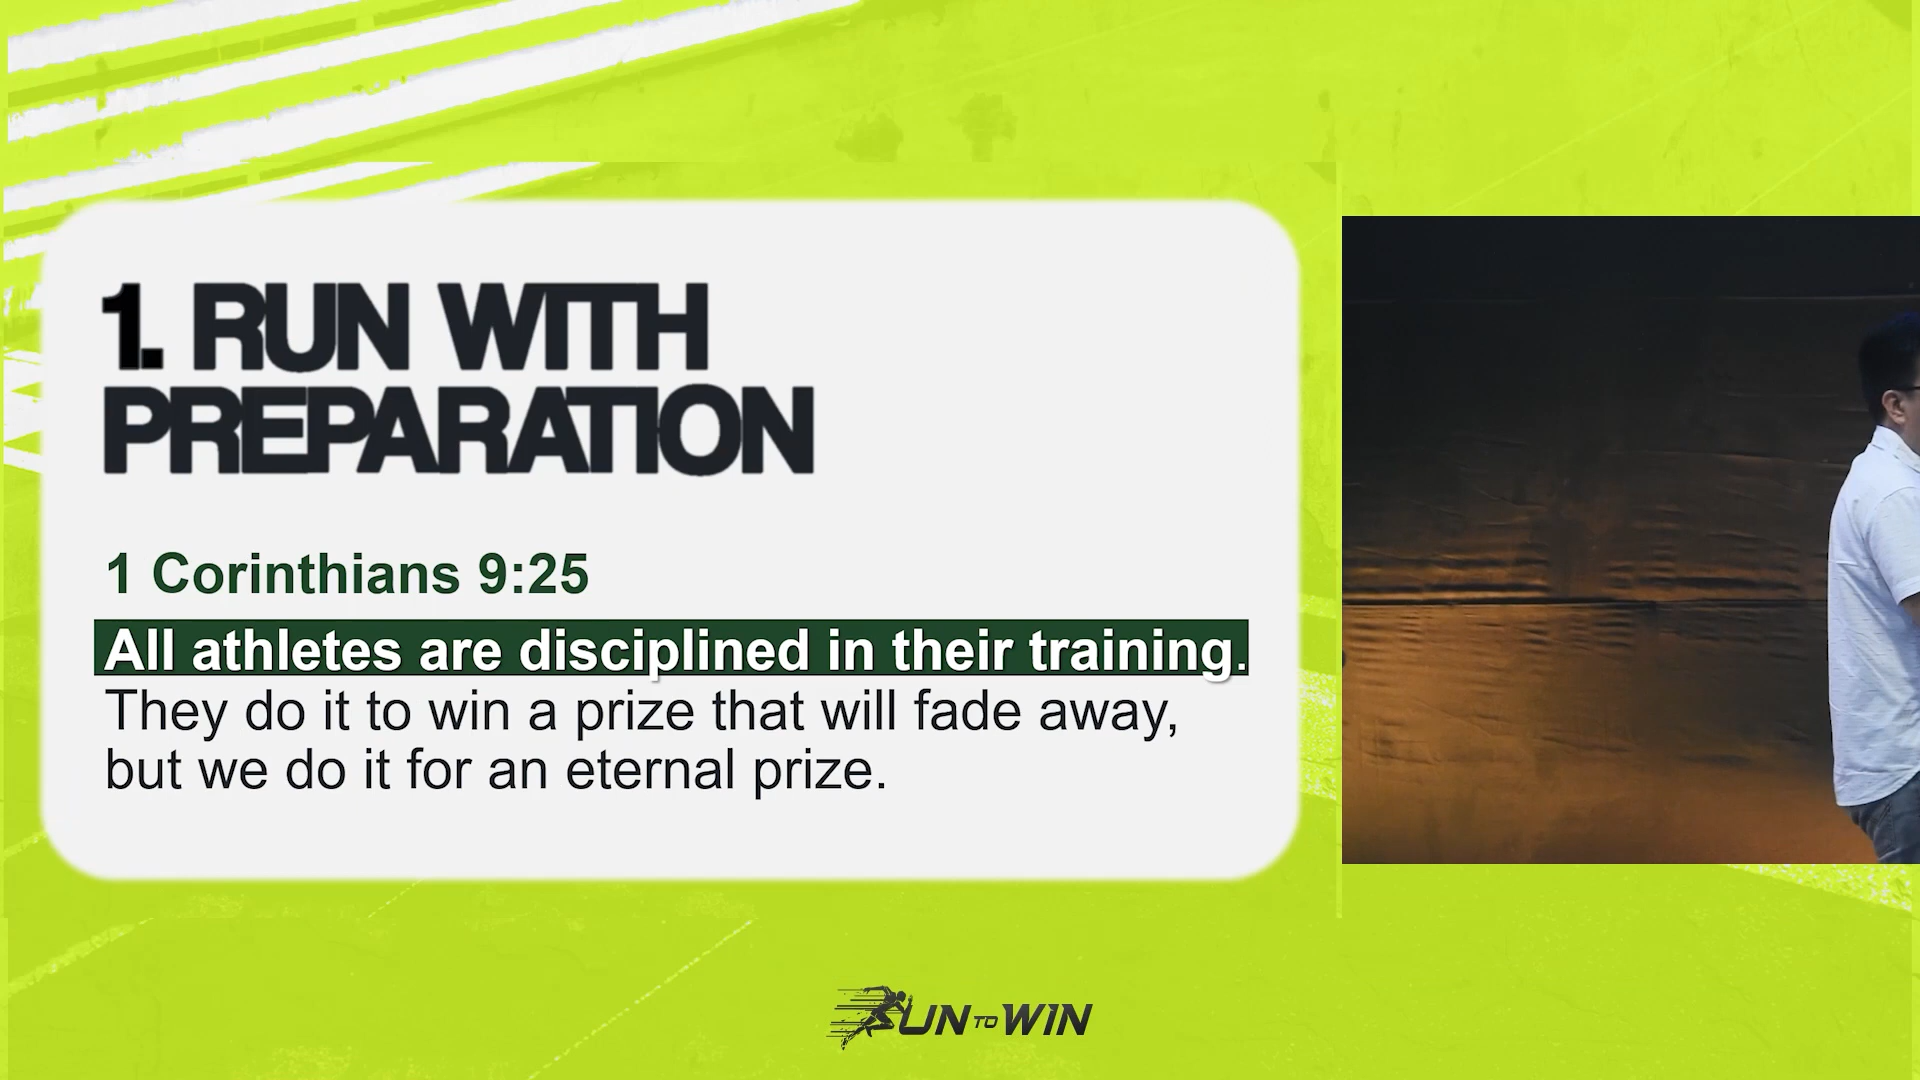 1. RUN WITH
PREPARATION
1 Corinthians 9:25
All athletes are disciplined in their training.
They do it to win a prize that will fade away,
but we do it for an eternal prize.
RUN TO WIN